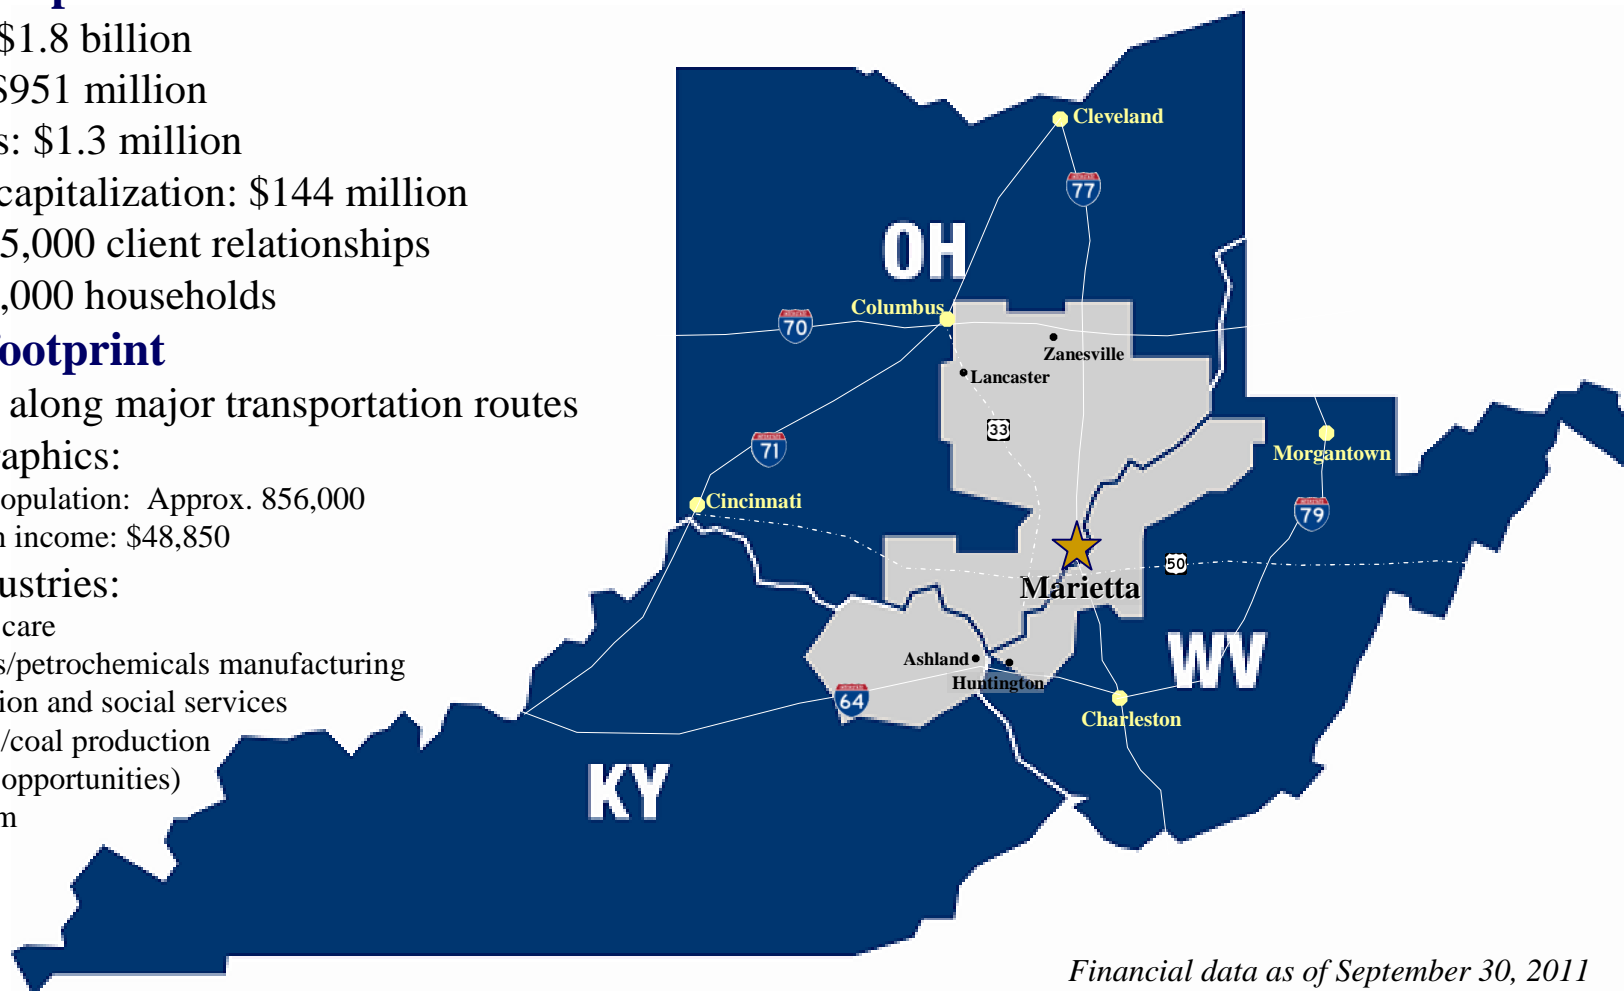 $1.8 billion
$951 million
s: $1.3 million
capitalization: $144 million
5,000 client relationships
,000 households
ootprint
along major transportation routes
raphics:
opulation: Approx. 856,000
n income: $48,850
ustries:
care
s/petrochemicals manufacturing
tion and social services
/coal production
opportunities)
m
Cleveland
77
OH
Columbus
70
Zanesville
Lancaster
33
71
Morgantown
Cincinnati
79
50
Marietta
WV
Ashland
Huntington
64
Charleston
KY
Financial data as of September 30, 2011